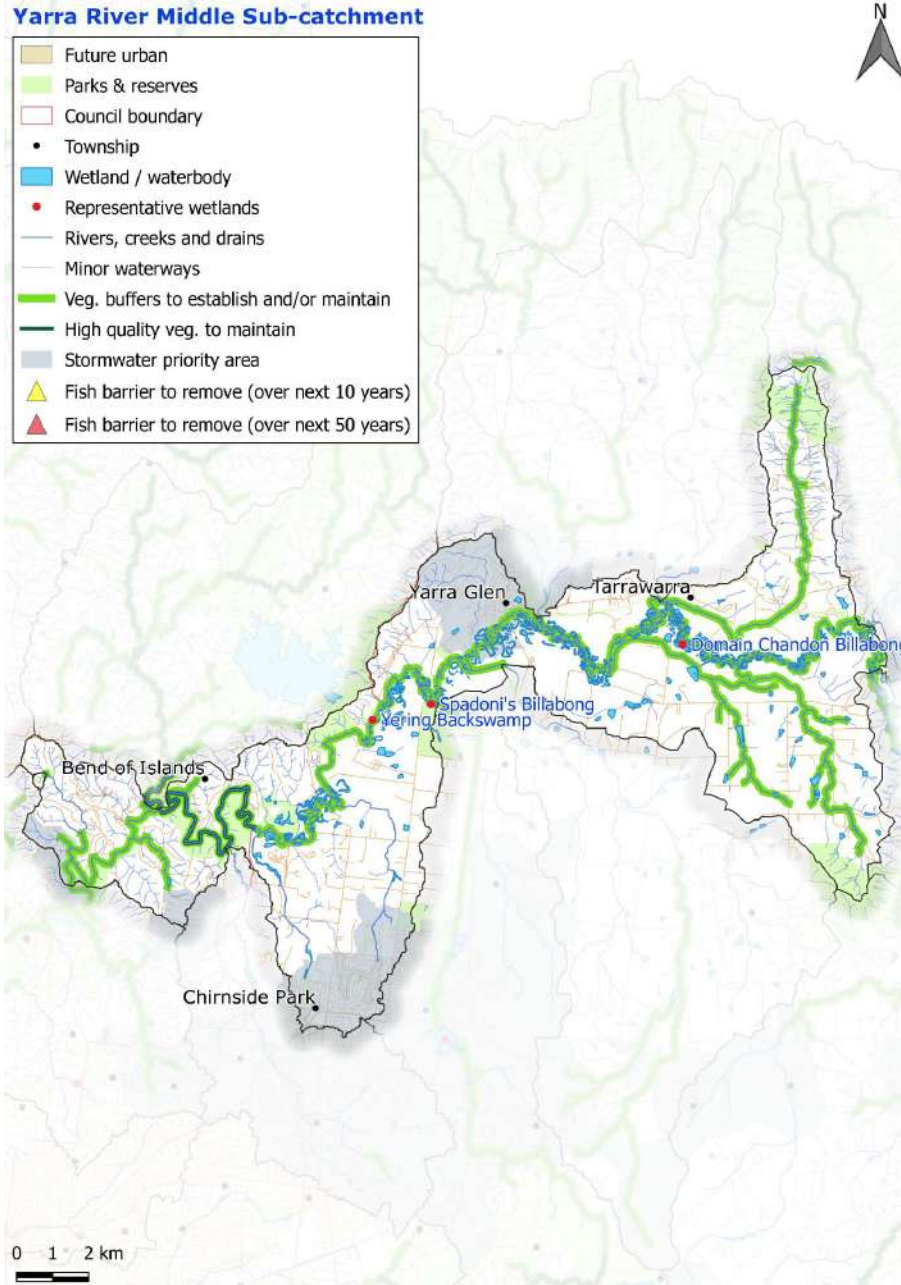 Yarra River Middle Sub-catchment
N
Future urban
Parks & reserves
Council boundary
Township
Wetland / waterbody
Representative wetlands
Rivers, creeks and drains
Minor waterways
Veg. buffers to establish and/or maintain
High quality veg. to maintain
Stormwater priority area
Fish barrier to remove (over next 10 years)
Fish barrier to remove (over next 50 years)
Yarra Glen
Tarrawarra
Domain Chandon Billabong
Spadoni's Billabong
Yering Backswamp
Bend of Islands
Chirnside Park
0 1 2 km